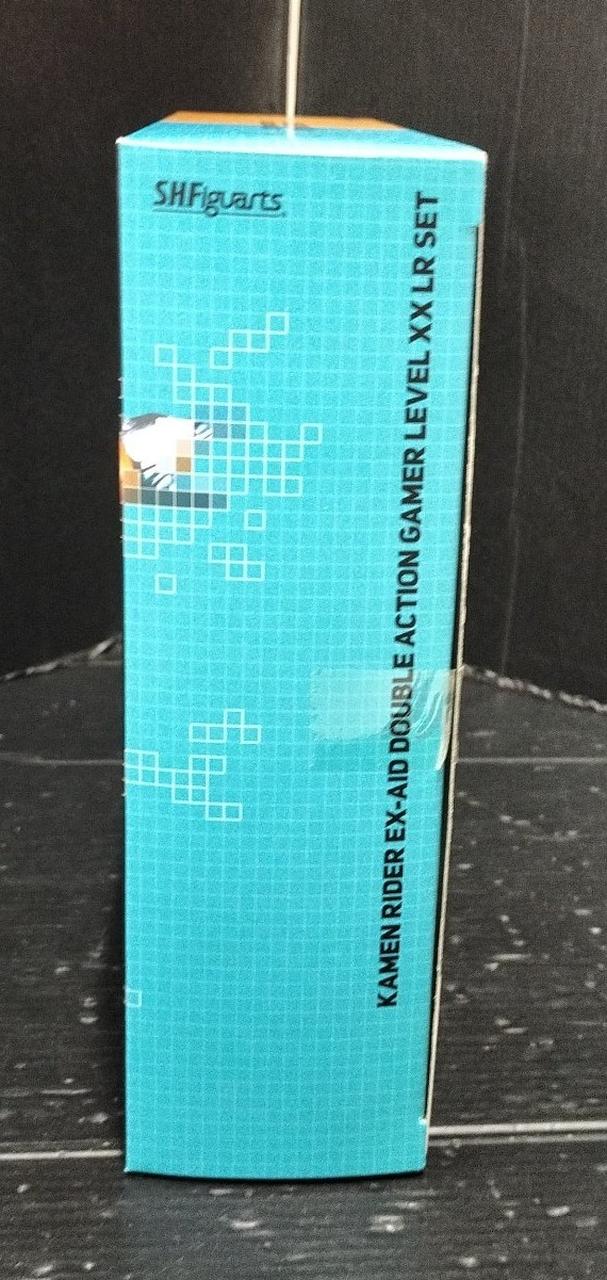 S.H.Figuarts
KAMEN RIDER EX-AID DOUBLE ACTION GAMER LEVEL XX LR SET